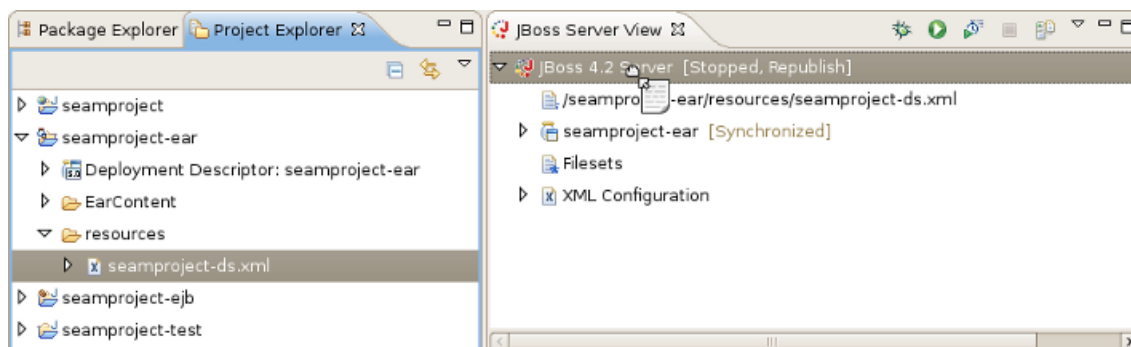 Package Explorer
Project Explorer
seamproject
seamproject-ear
Deployment Descriptor: seamproject-ear
EarContent
resources
seamproject-ds.xml
seamproject-ejb
seamproject-test
JBoss Server View
JBoss 4.2 Server [Stopped, Republish]
/seampro -ear/resources/seamproject-ds.xml
seamproject-ear [Synchronized]
Filesets
XML Configuration